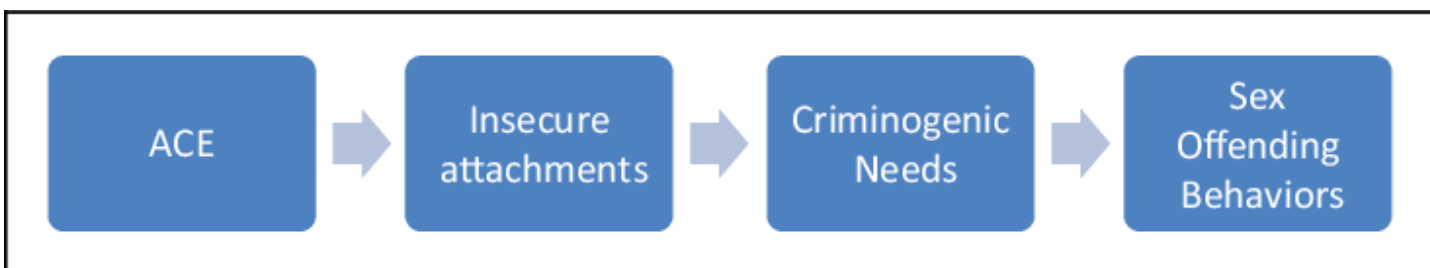 ACE
Insecure
attachments
Criminogenic
Needs
Sex
Offending
Behaviors